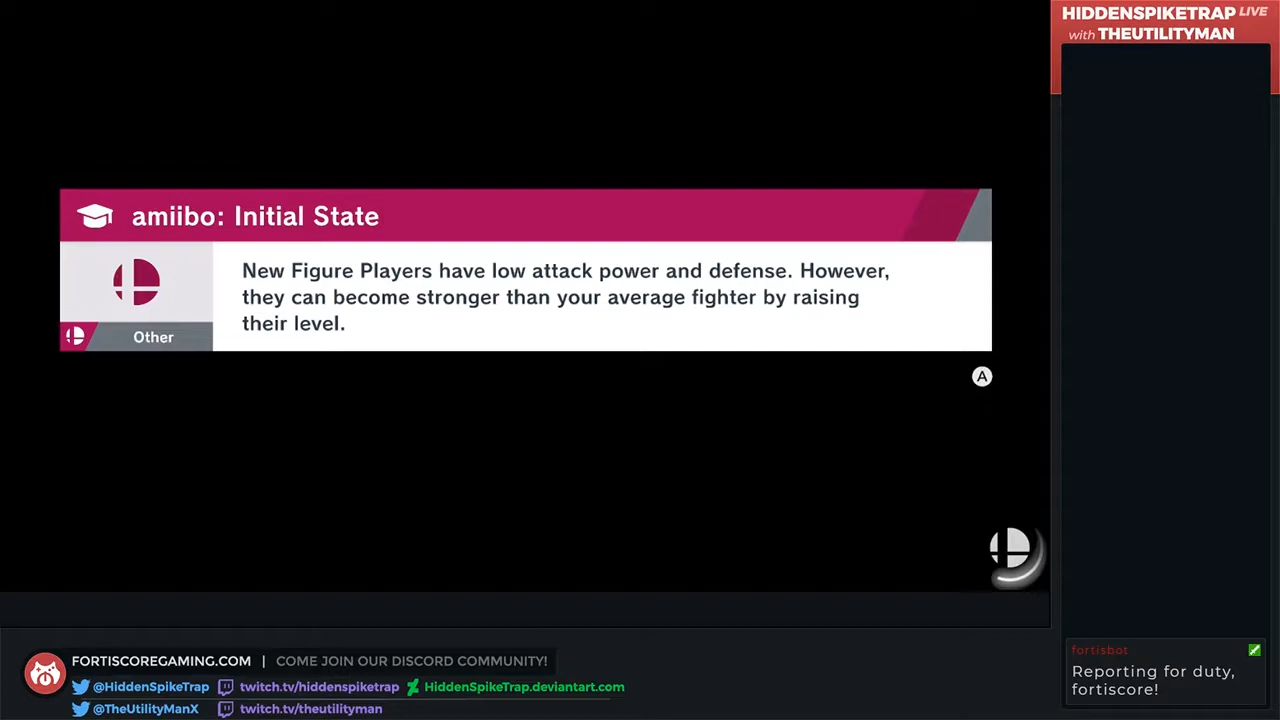 HIDDENSPIKETRAP LIVE
with THEUTILITYMAN
amiibo: Initial State
New Figure Players have low attack power and defense. However,
they can become stronger than your average fighter by raising
their level.
Other
A
fortisbot
Reporting for duty,
fortiscore!
FORTISCOREGAMING.COM | COME JOIN OUR DISCORD COMMUNITY!
@HiddenSpikeTrap twitch.tv/hiddenspiketrap HiddenSpikeTrap.deviantart.com
@TheUtilityManX twitch.tv/theutilityman